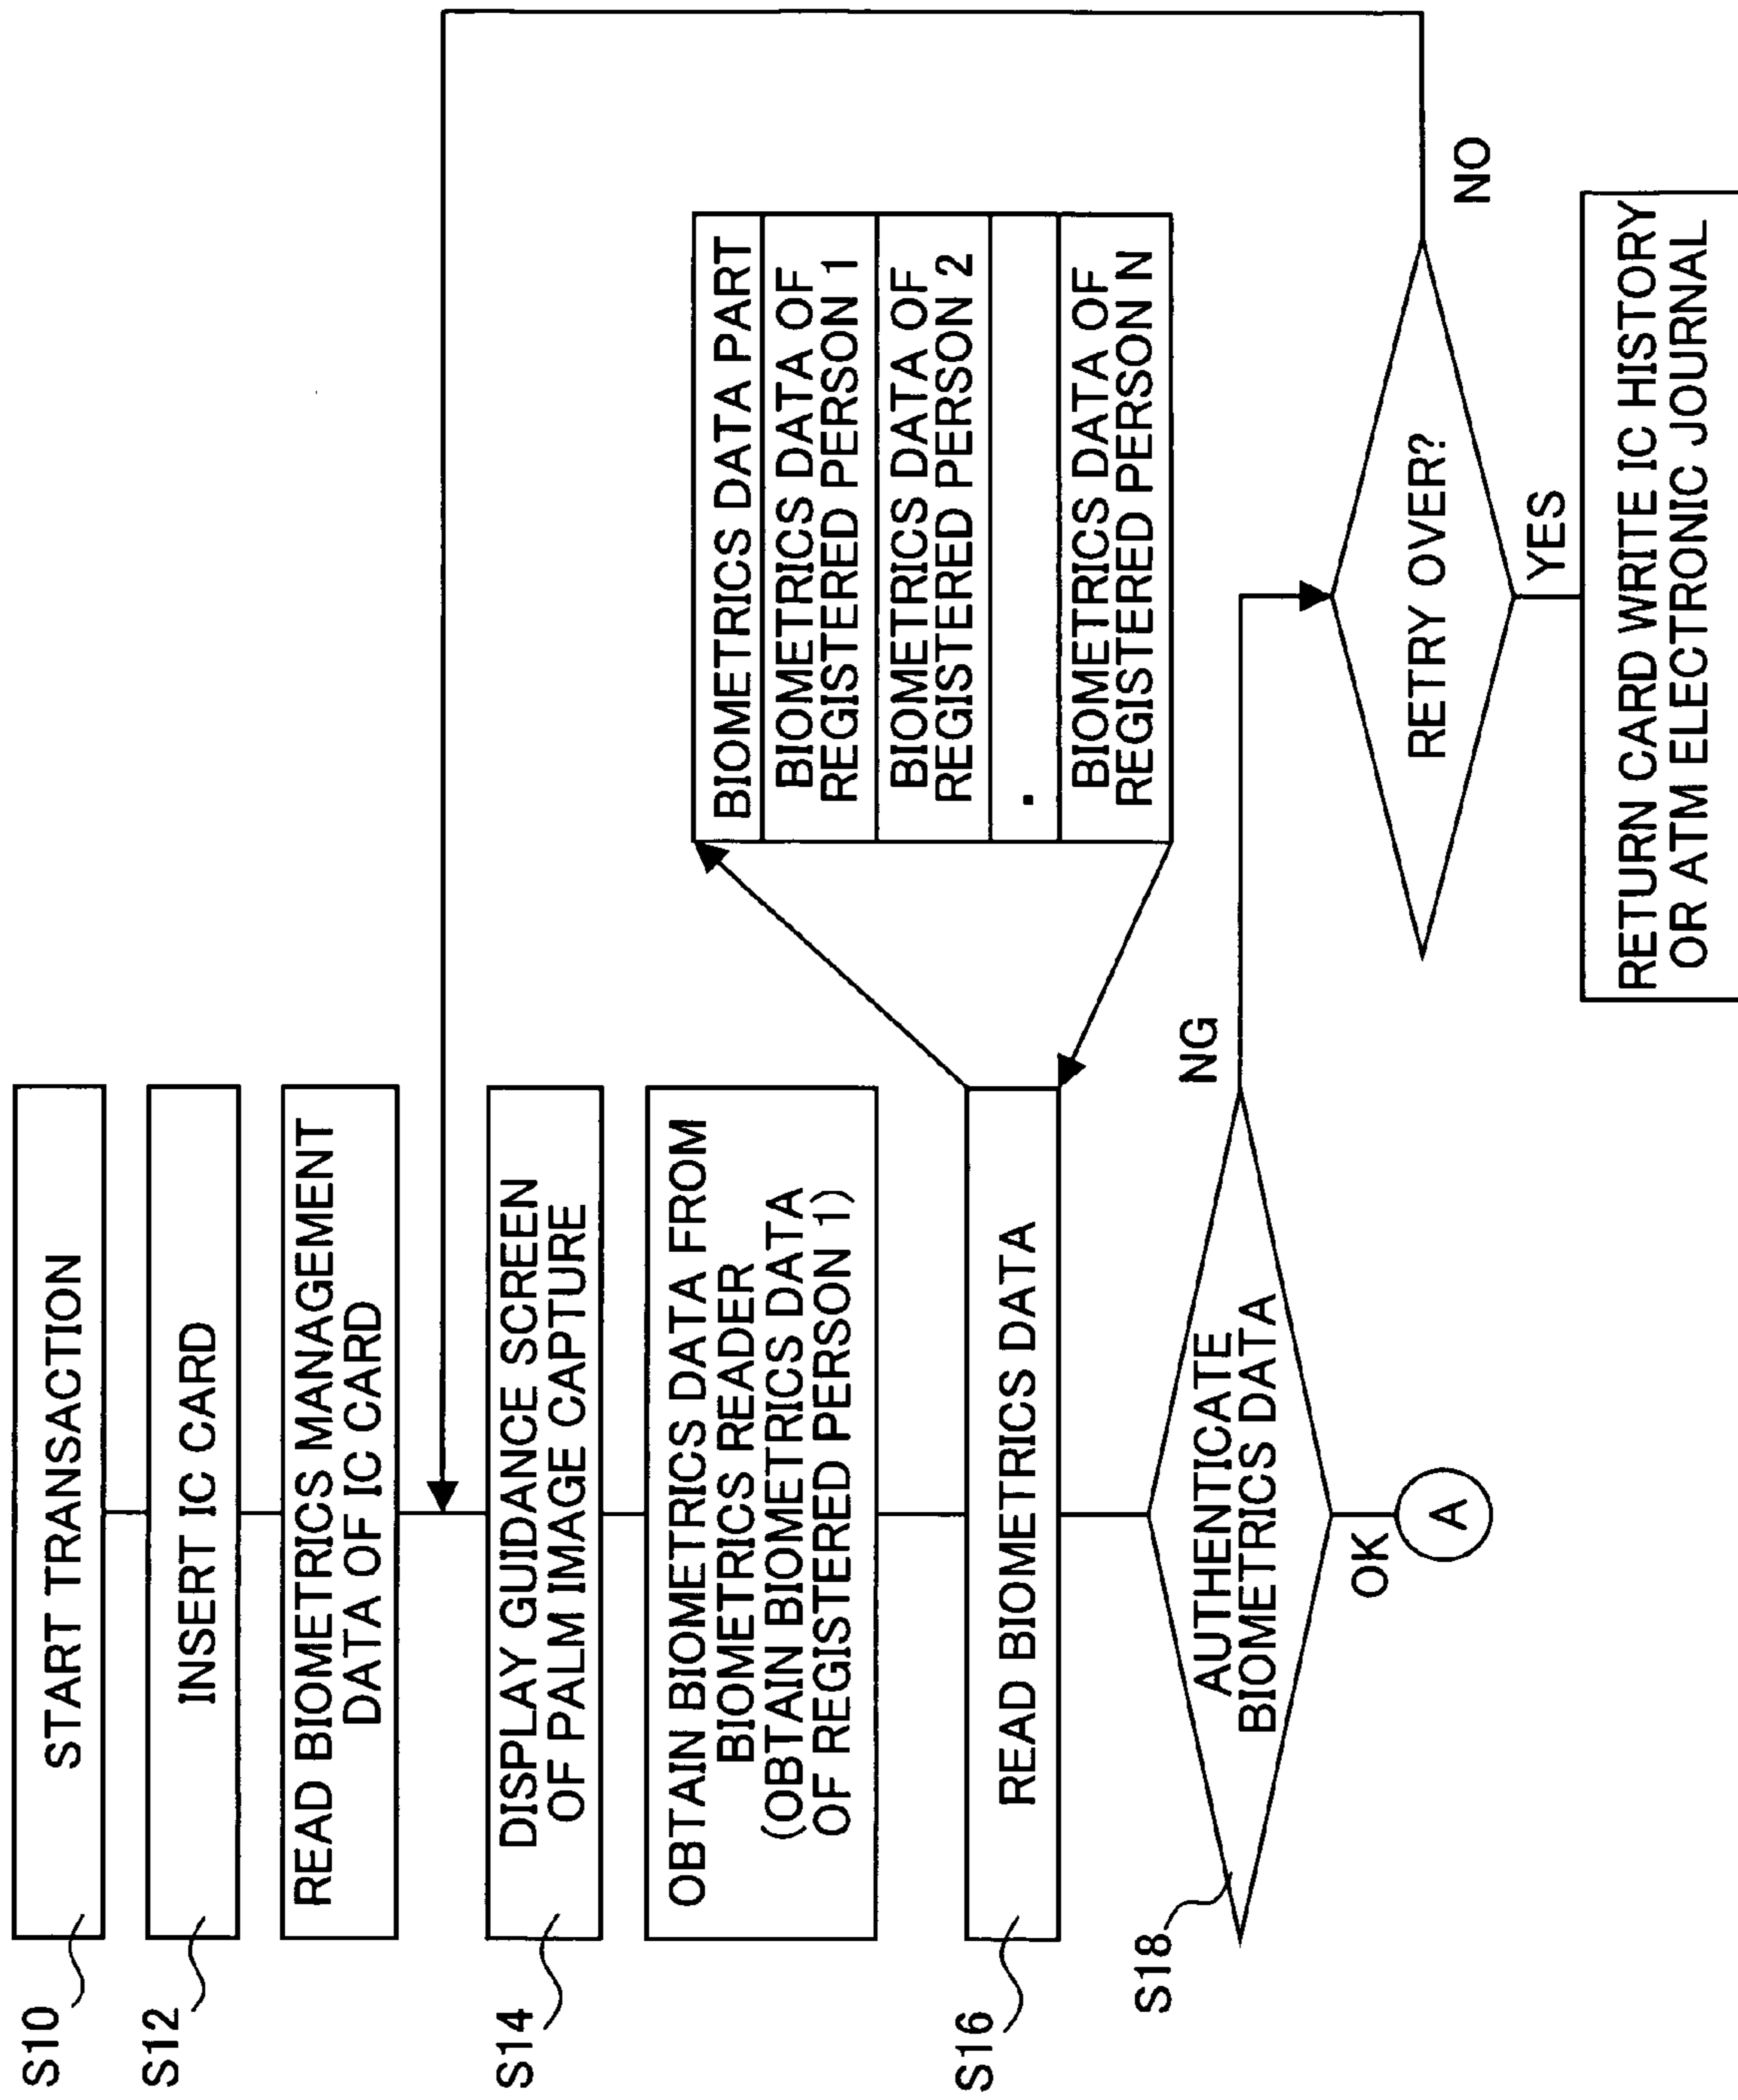 S10
START TRANSACTION
S12
INSERT IC CARD
READ BIOMETRICS MANAGEMENT
DATA OF IC CARD
S14
DISPLAY GUIDANCE SCREEN
OF PALM IMAGE CAPTURE
OBTAIN BIOMETRICS DATA FROM
BIOMETRICS READER
(OBTAIN BIOMETRICS DATA
OF REGISTERED PERSON 1)
S16
READ BIOMETRICS DATA
BIOMETRICS DATA PART
BIOMETRICS DATA OF
REGISTERED PERSON 1
BIOMETRICS DATA OF
REGISTERED PERSON 2
.
BIOMETRICS DATA OF
REGISTERED PERSON N
S18
AUTHENTICATE
BIOMETRICS DATA
NG
OK
A
RETRY OVER?
NO
YES
RETURN CARD WRITE IC HISTORY
OR ATM ELECTRONIC JOURNAL